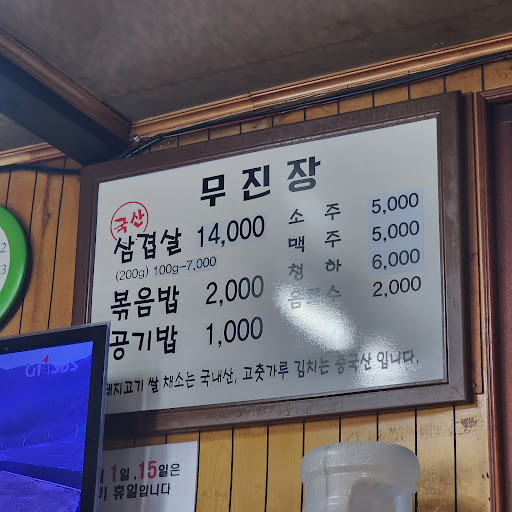 무진장
국산
삼겹살 14,000
(200g) 100g-7,000
볶음밥 2,000
공기밥 1,000
소주 5,000
맥주 5,000
청하 6,000
음료수 2,000
돼지고기 쌀 채소는 국내산, 고춧가루 김치는 중국산 입니다.
1일, 15일은
휴일입니다